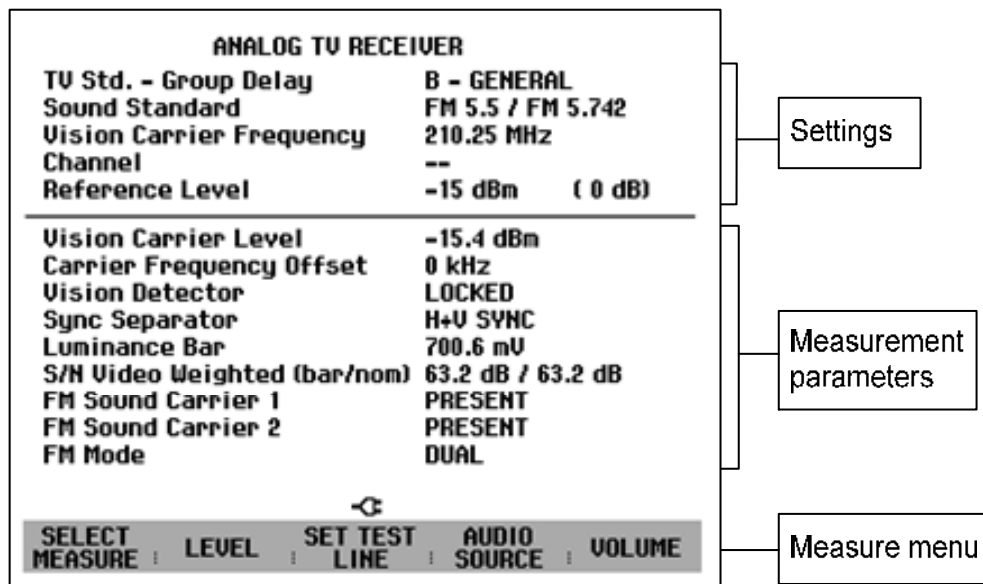 ANALOG TV RECEIVER
TV Std. - Group Delay B - GENERAL
Sound Standard FM 5.5 / FM 5.742
Vision Carrier Frequency 210.25 MHz
Channel --
Reference Level -15 dBm ( 0 dB)
Vision Carrier Level -15.4 dBm
Carrier Frequency Offset 0 kHz
Vision Detector LOCKED
Sync Separator H+V SYNC
Luminance Bar 700.6 mV
S/N Video Weighted (bar/nom) 63.2 dB / 63.2 dB
FM Sound Carrier 1 PRESENT
FM Sound Carrier 2 PRESENT
FM Mode DUAL
SELECT MEASURE
LEVEL
SET TEST LINE
AUDIO SOURCE
VOLUME
Settings
Measurement
parameters
Measure menu